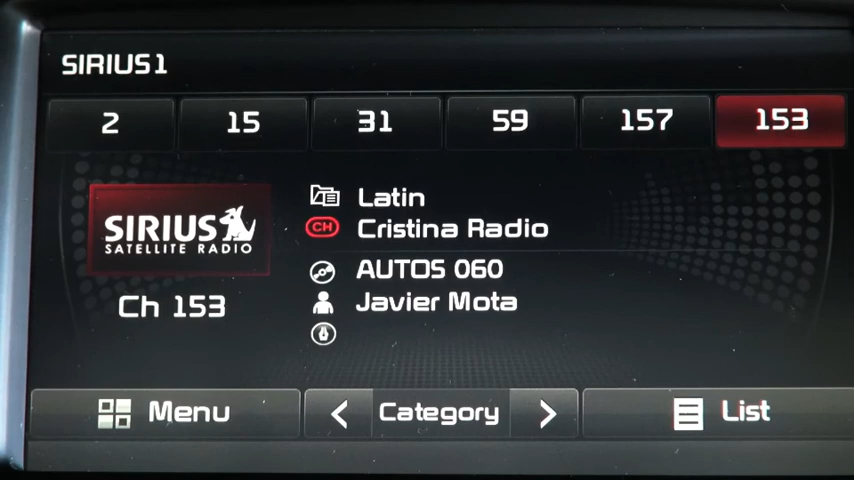 SIRIUS1
2 15 31 59 157 153
Latin
CH Cristina Radio
SIRIUS
SATELLITE RADIO
AUTOS 060
Ch 153
Javier Mota
Menu < Category > List